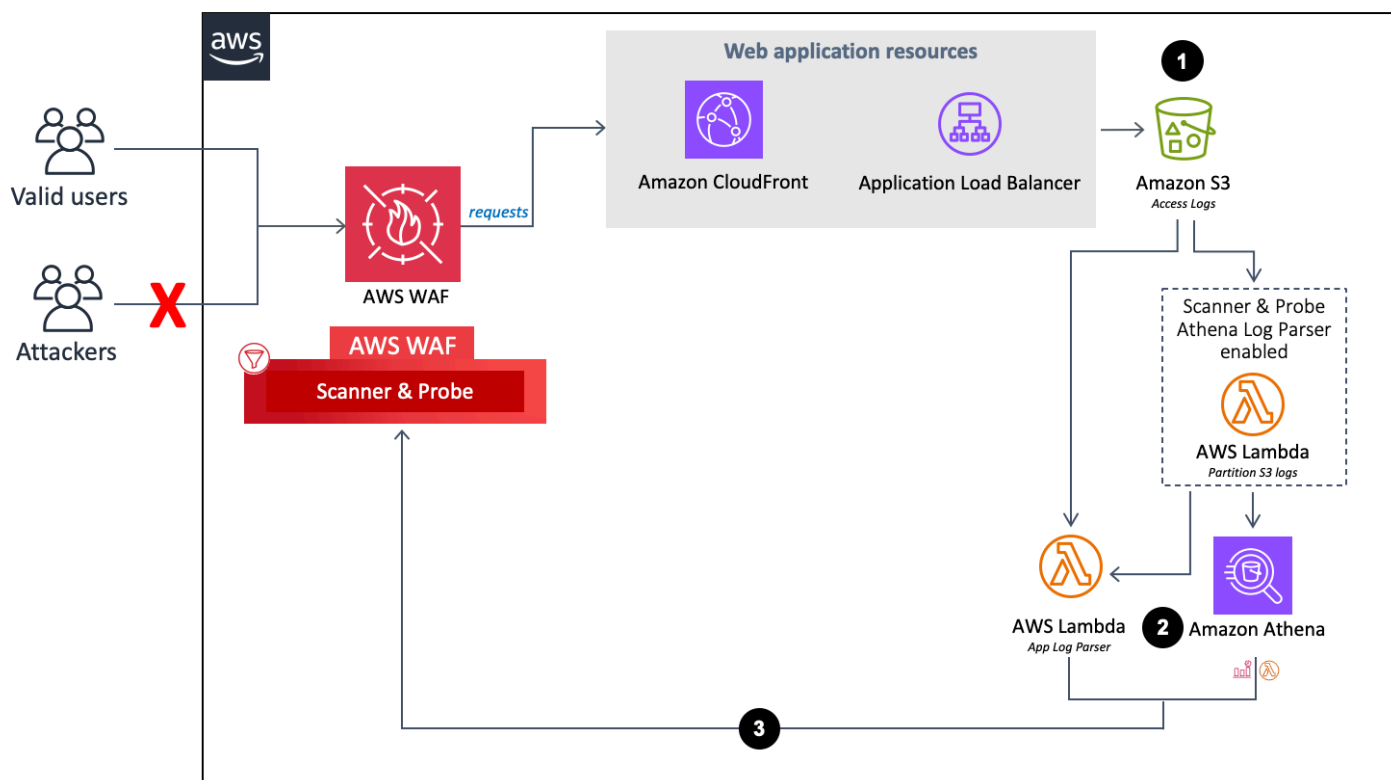 aws
Web application resources
1
Valid users
requests
Amazon CloudFront
Application Load Balancer
Amazon S3
Access Logs
Attackers
X
AWS WAF
AWS WAF
Scanner & Probe
Scanner & Probe
Athena Log Parser
enabled
AWS Lambda
Partition S3 logs
AWS Lambda
App Log Parser
2
Amazon Athena
3